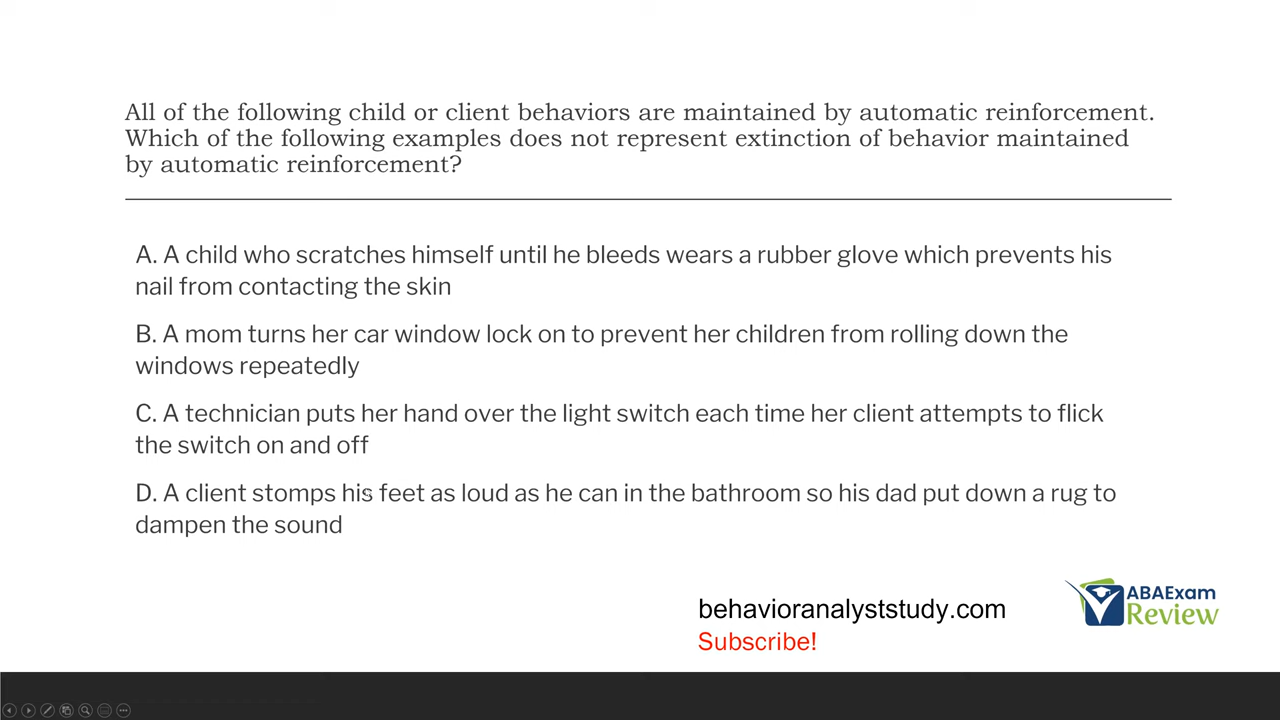 All of the following child or client behaviors are maintained by automatic reinforcement.
Which of the following examples does not represent extinction of behavior maintained
by automatic reinforcement?
A. A child who scratches himself until he bleeds wears a rubber glove which prevents his
nail from contacting the skin
B. A mom turns her car window lock on to prevent her children from rolling down the
windows repeatedly
C. A technician puts her hand over the light switch each time her client attempts to flick
the switch on and off
D. A client stomps his feet as loud as he can in the bathroom so his dad put down a rug to
dampen the sound
behavioranalyststudy.com
Subscribe!
ABAExam
Review